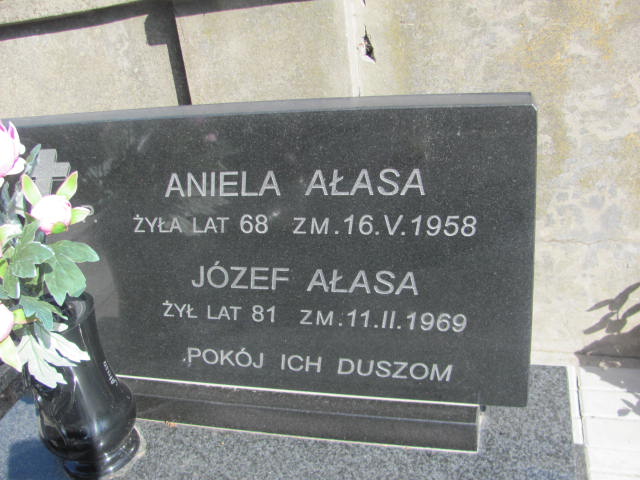 ANIELA AŁASA
ŻYŁA LAT 68 ZM.16.V.1958
JÓZEF AŁASA
ŻYŁ LAT 81 ZM.11.II.1969
POKÓJ ICH DUSZOM